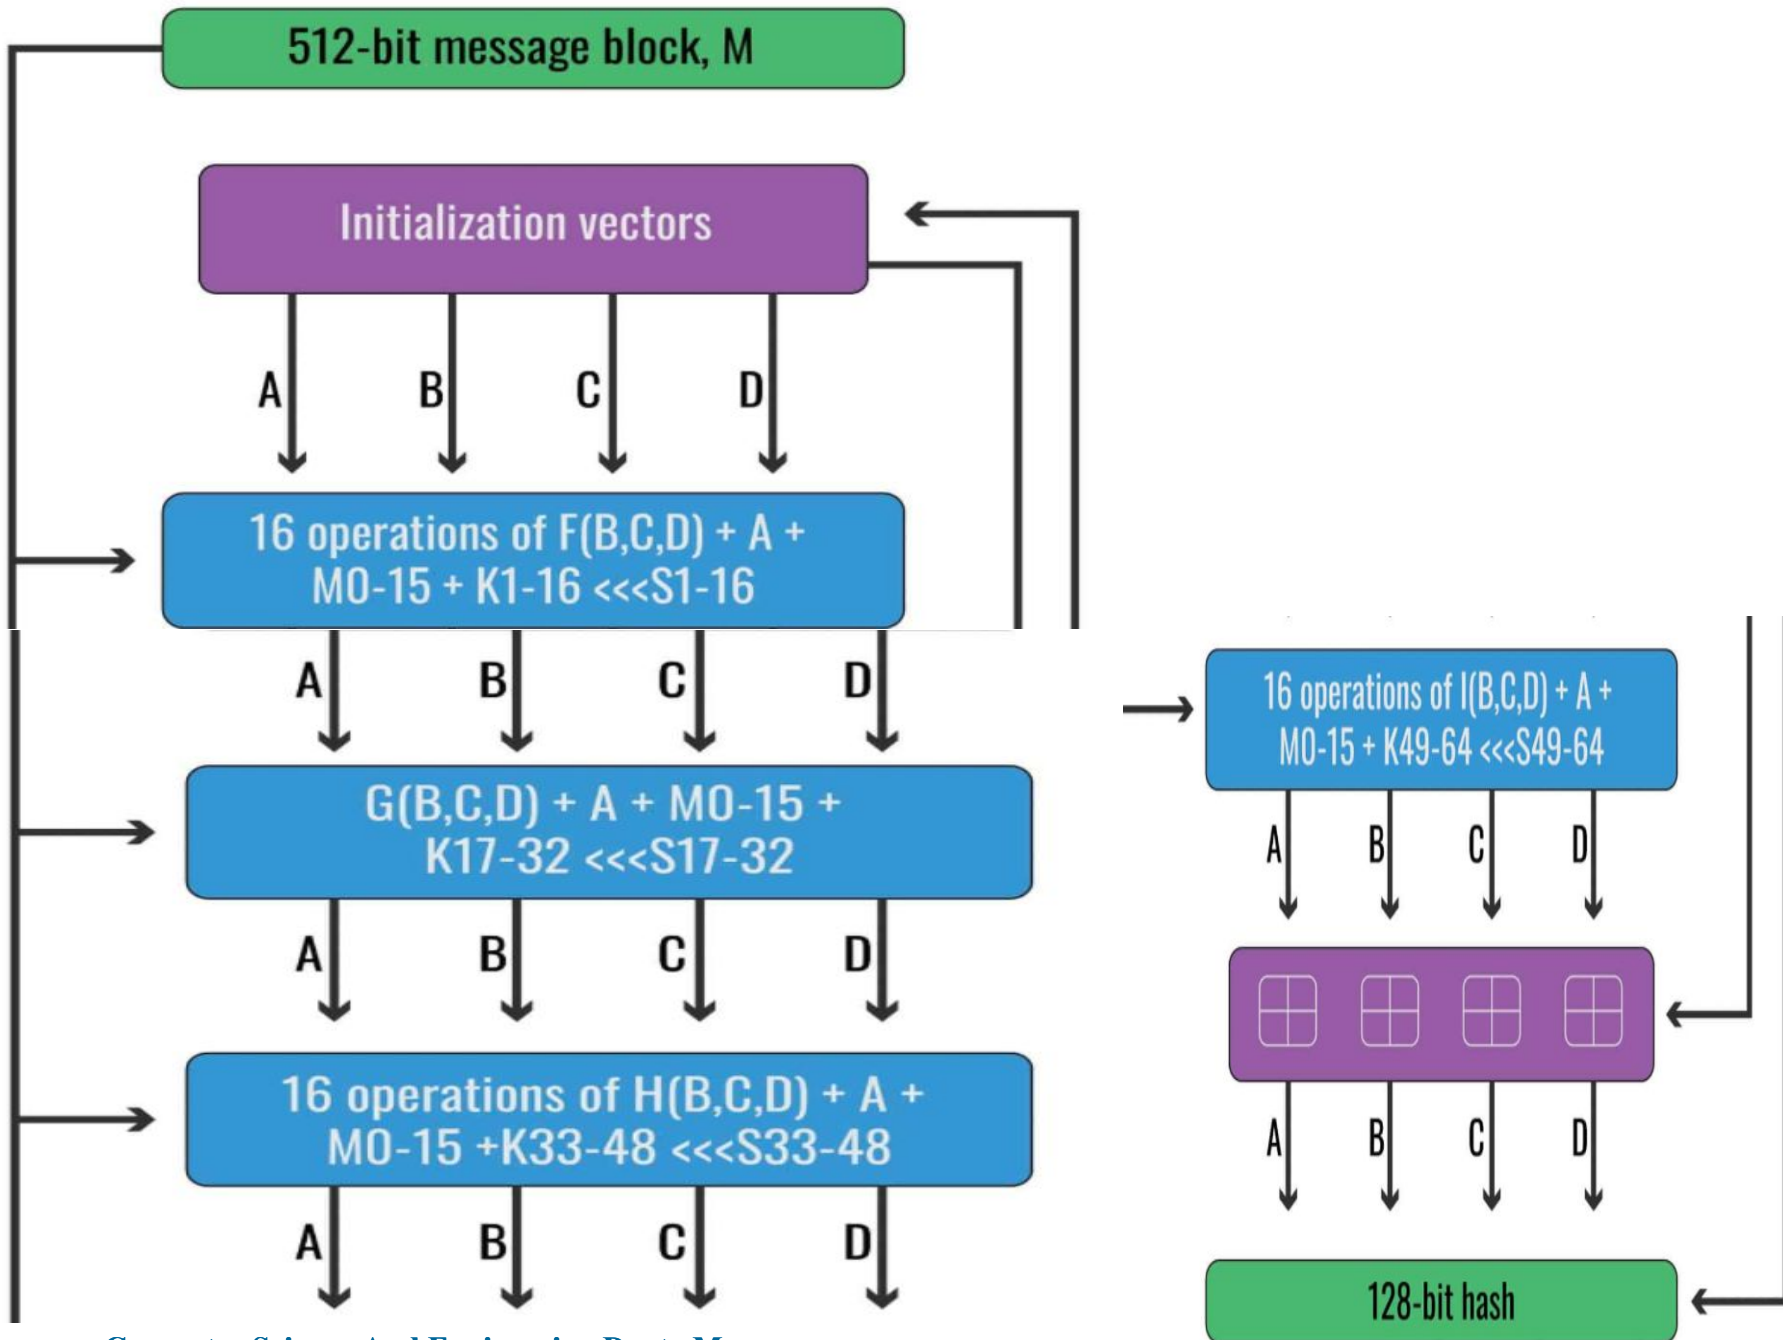 512-bit message block, M
Initialization vectors
A B C D
16 operations of F(B,C,D) + A +
M0-15 + K1-16 <<<S1-16
A B C D
G(B,C,D) + A + M0-15 +
K17-32 <<<S17-32
A B C D
16 operations of H(B,C,D) + A +
M0-15 +K33-48 <<<S33-48
A B C D
16 operations of I(B,C,D) + A +
M0-15 + K49-64 <<<S49-64
A B C D
A B C D
128-bit hash